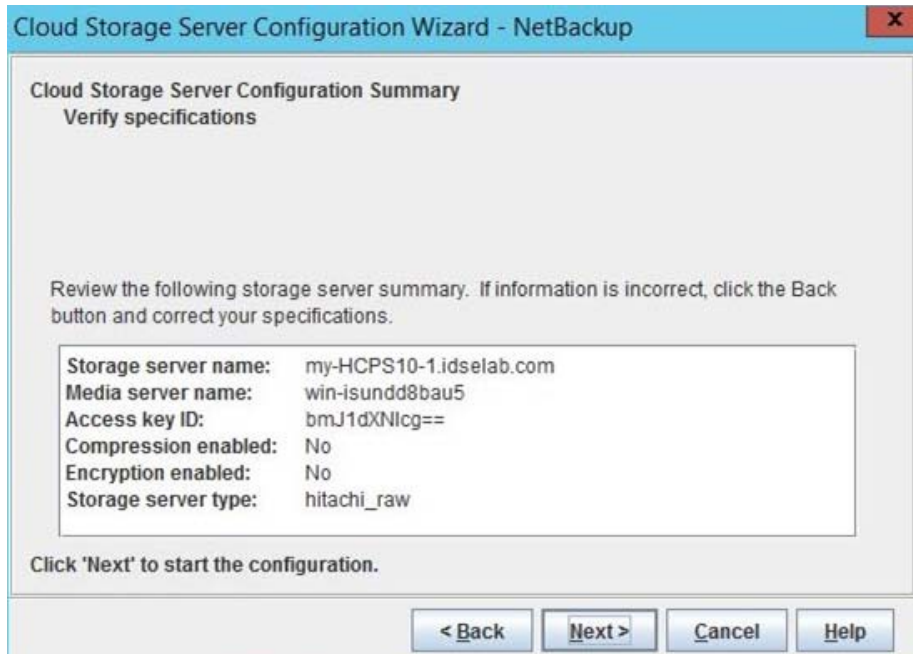 Cloud Storage Server Configuration Wizard - NetBackup
x
Cloud Storage Server Configuration Summary
Verify specifications
Review the following storage server summary. If information is incorrect, click the Back
button and correct your specifications.
Storage server name: my-HCPS10-1.idselab.com
Media server name: win-isundd8bau5
Access key ID: bmJ1dXNlcg==
Compression enabled: No
Encryption enabled: No
Storage server type: hitachi_raw
Click 'Next' to start the configuration.
< Back Next > Cancel Help